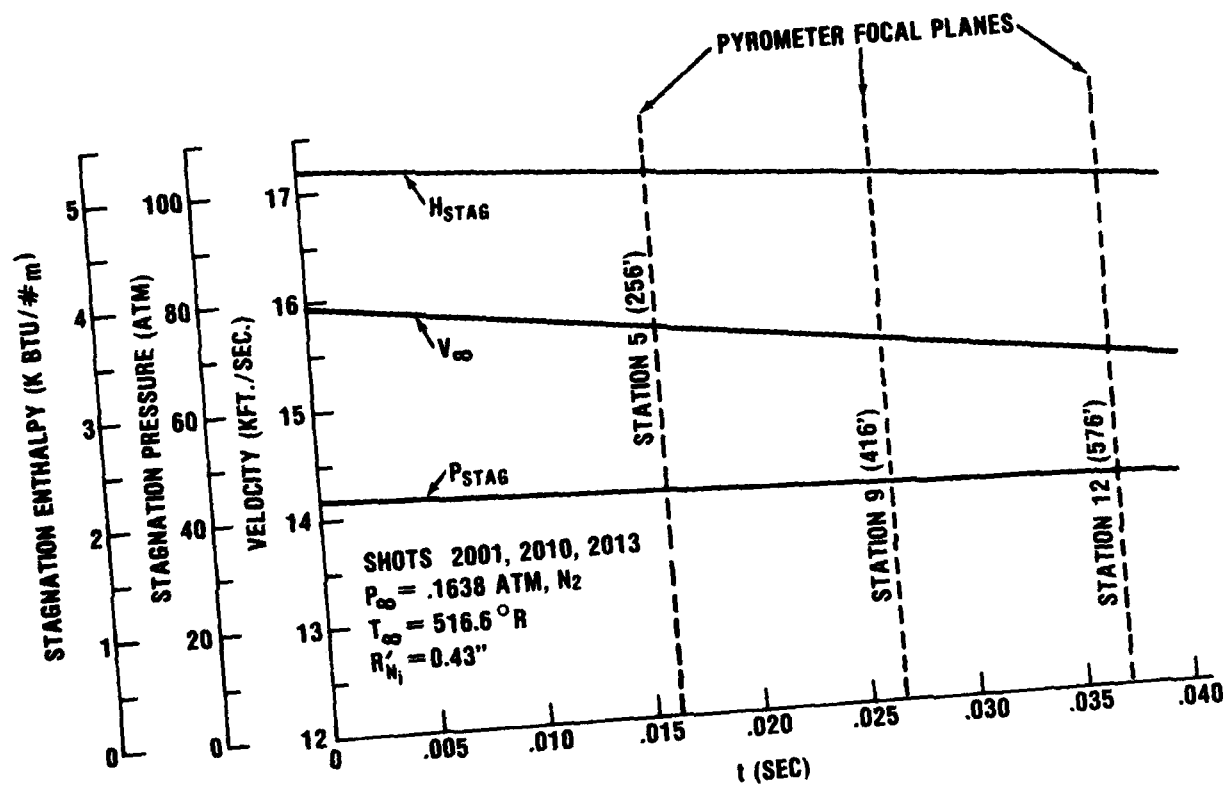 PYROMETER FOCAL PLANES
STAGNATION ENTHALPY (K BTU/#m)
5
4
3
2
1
0
STAGNATION PRESSURE (ATM)
100
80
60
40
20
0
VELOCITY (KFT./SEC.)
17
16
15
14
13
12
HSTAG
V∞
PSTAG
STATION 5 (256')
STATION 9 (416')
STATION 12 (576')
SHOTS 2001, 2010, 2013
P∞ = .1638 ATM, N2
T∞ = 516.6 °R
R'Ni = 0.43"
0 .005 .010 .015 .020 .025 .030 .035 .040
t (SEC)